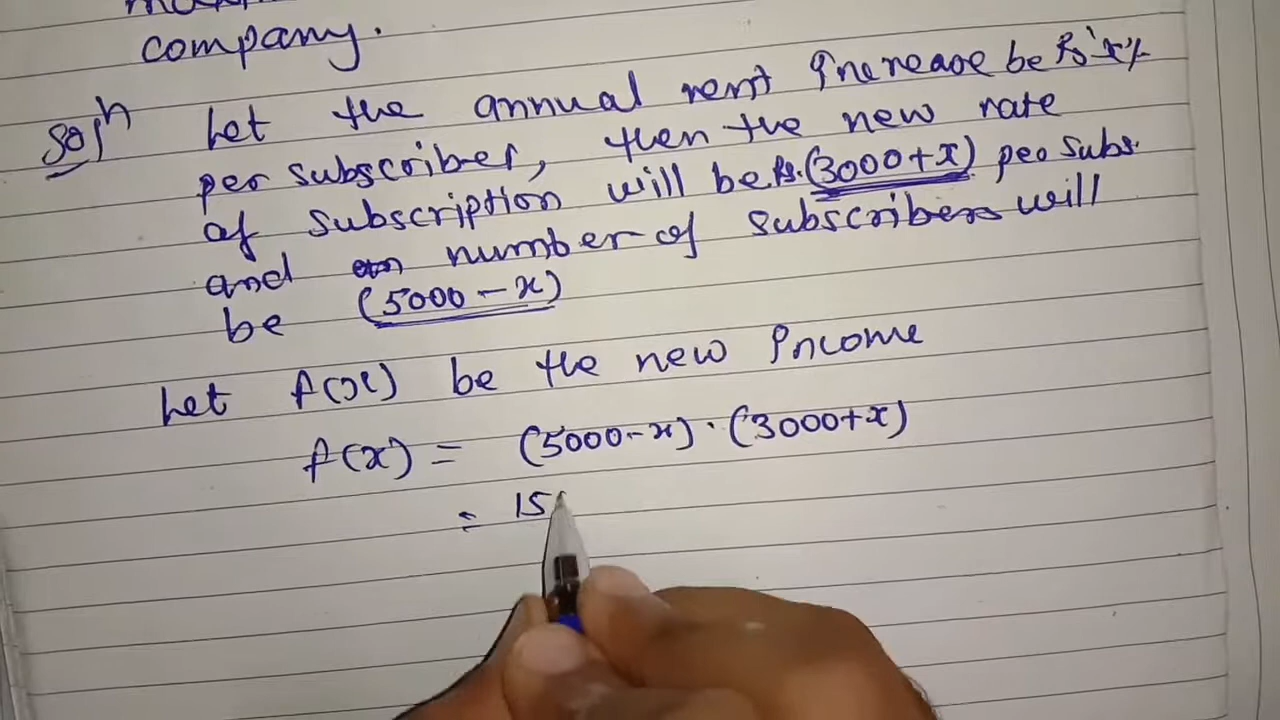 company.
Solⁿ Let the annual rent increase be Rs 'x'
per subscriber, then the new rate
of subscription will be Rs. (3000+x) per subs.
and number of subscribers will
be (5000-x)
Let f(x) be the new income
f(x) = (5000-x)·(3000+x)
= 15